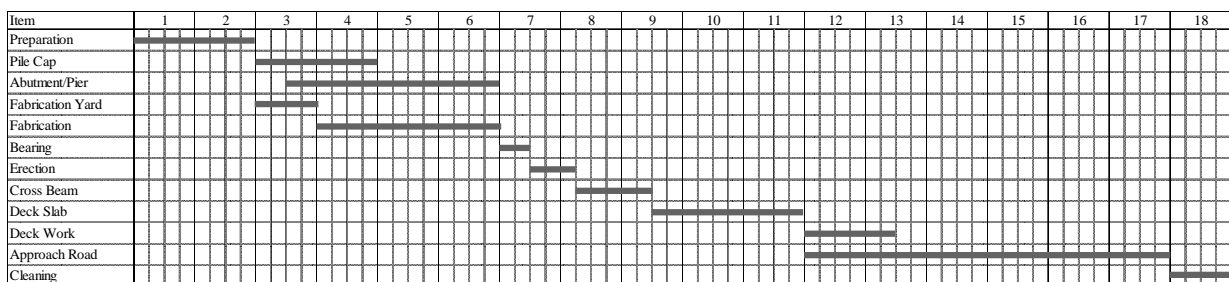 Item 1 2 3 4 5 6 7 8 9 10 11 12 13 14 15 16 17 18
Preparation
Pile Cap
Abutment/Pier
Fabrication Yard
Fabrication
Bearing
Erection
Cross Beam
Deck Slab
Deck Work
Approach Road
Cleaning